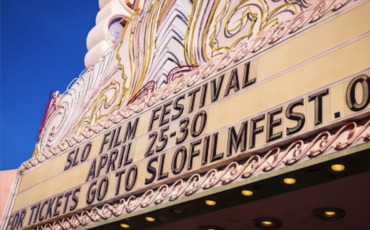 SLO FILM FESTIVAL
APRIL 25-30
FOR TICKETS GO TO SLOFILMFEST.O